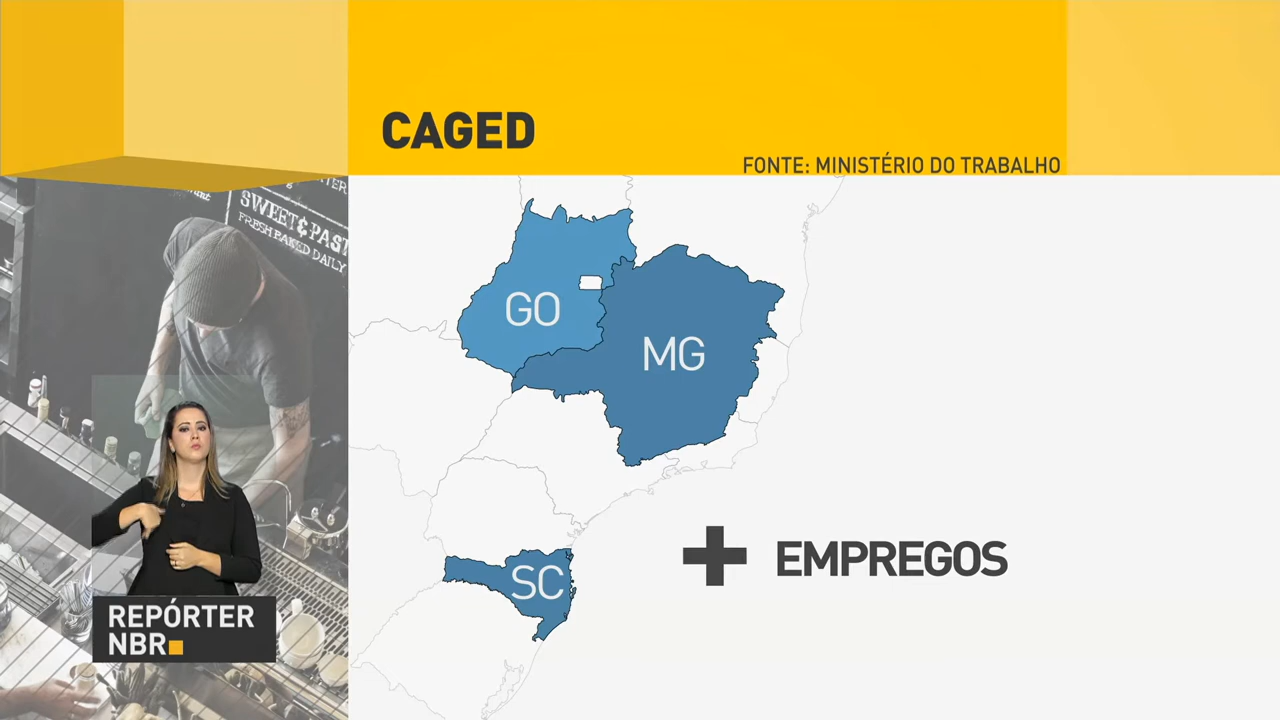 CAGED
FONTE: MINISTÉRIO DO TRABALHO
SWEET & PAST
FRESH BAKED DAILY
GO
MG
SC
+ EMPREGOS
REPÓRTER
NBR